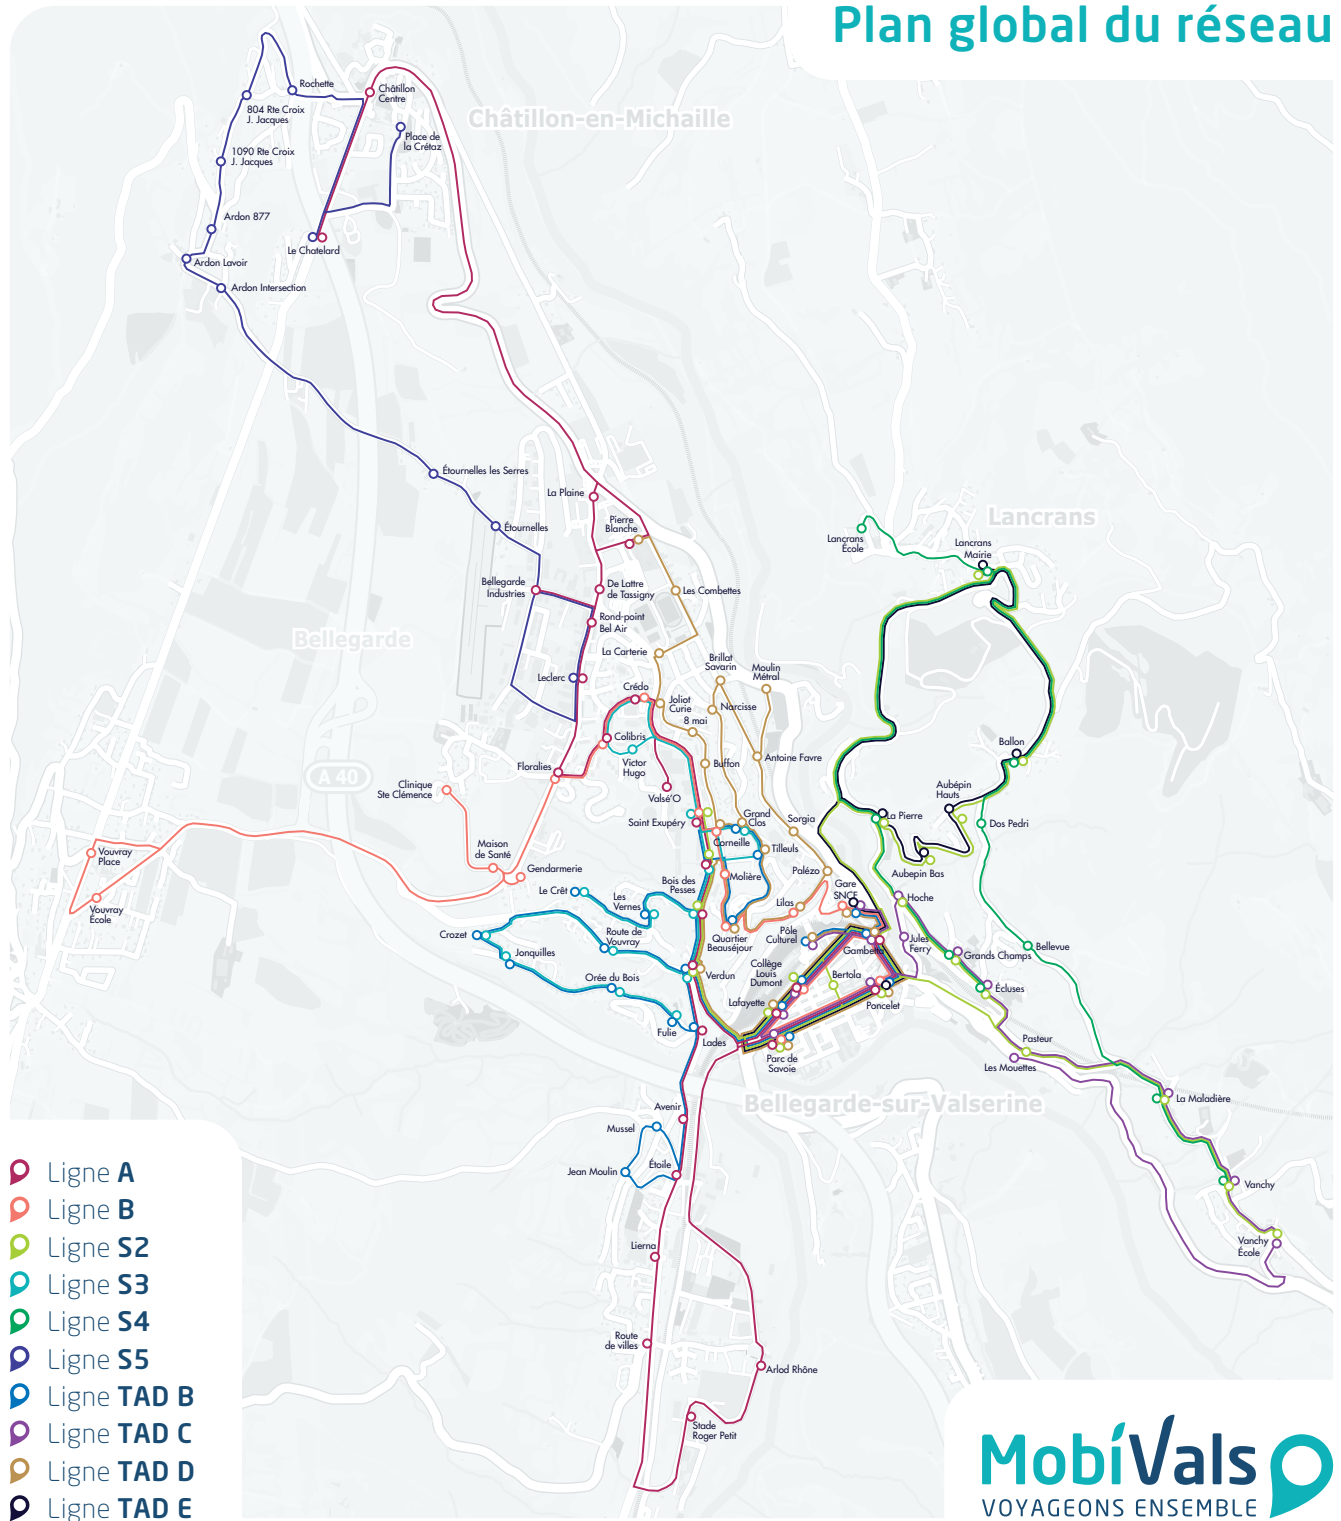 Plan global du réseau
Châtillon-en-Michaille
Rochette
Châtillon
Centre
804 Rte Croix
J. Jacques
Place de
la Crétaz
1090 Rte Croix
J. Jacques
Ardon 877
Le Chatelard
Ardon Lavoir
Ardon Intersection
Étournelles les Serres
Étournelles
La Plaine
Pierre
Blanche
Lancrans
Lancrans
École
Lancrans
Mairie
Bellegarde
Industries
De Lattre
de Tassigny
Les Combettes
Rond-point
Bel Air
Bellegarde
La Carterie
Brillat
Savarin
Moulin
Métral
Leclerc
Crédo
Joliot
Curie
Narcisse
8 mai
Colibris
Victor
Hugo
Floralies
Buffon
Antoine Favre
Ballon
A 40
Clinique
Ste Clémence
Valsé'O
Aubépin
Hauts
Saint Exupéry
Grand
Clos
Sorgia
La Pierre
Dos Pedri
Corneille
Tilleuls
Vouvray
Place
Maison
de Santé
Gendarmerie
Molière
Palézo
Aubepin Bas
Bois des
Pesses
Gare
SNCF
Le Crêt
Les
Vernes
Lilas
Hoche
Vouvray
École
Crozet
Route de
Vouvray
Quartier
Beauséjour
Pôle
Culturel
Gambetta
Jules
Ferry
Bellevue
Grands Champs
Jonquilles
Orée du Bois
Verdun
Collège
Louis
Dumont
Bertola
Écluses
Lafayette
Poncelet
Fulie
Lades
Parc de
Savoie
Pasteur
Les Mouettes
La Maladière
Avenir
Bellegarde-sur-Valserine
Mussel
Étoile
Jean Moulin
Vanchy
Vanchy
École
Lierna
Route
de villes
Arlod Rhône
Stade
Roger Petit
Ligne A
Ligne B
Ligne S2
Ligne S3
Ligne S4
Ligne S5
Ligne TAD B
Ligne TAD C
Ligne TAD D
Ligne TAD E
MobiVals
VOYAGEONS ENSEMBLE